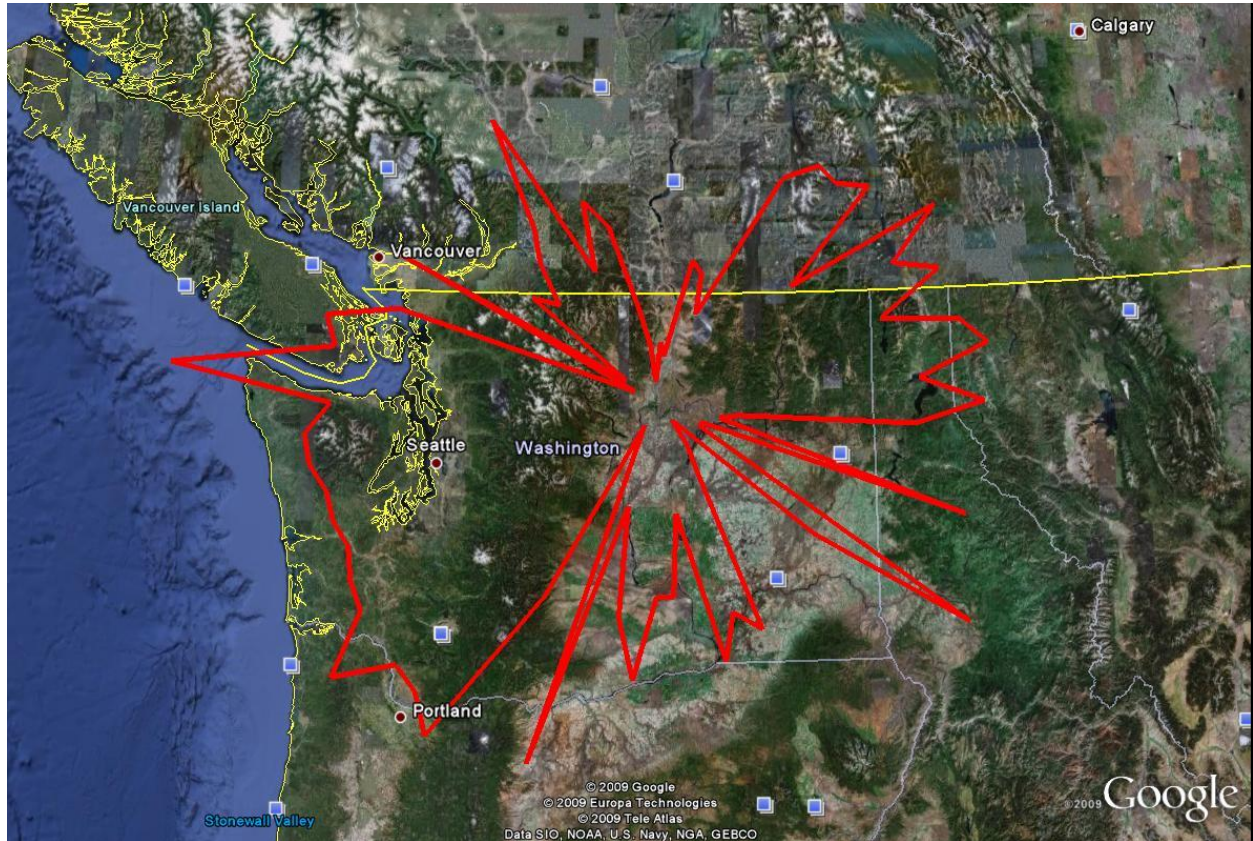 Calgary
Vancouver Island
Vancouver
Seattle
Washington
Portland
Stonewall Valley
© 2009 Google
© 2009 Europa Technologies
© 2009 Tele Atlas
Data SIO, NOAA, U.S. Navy, NGA, GEBCO
©2009 Google